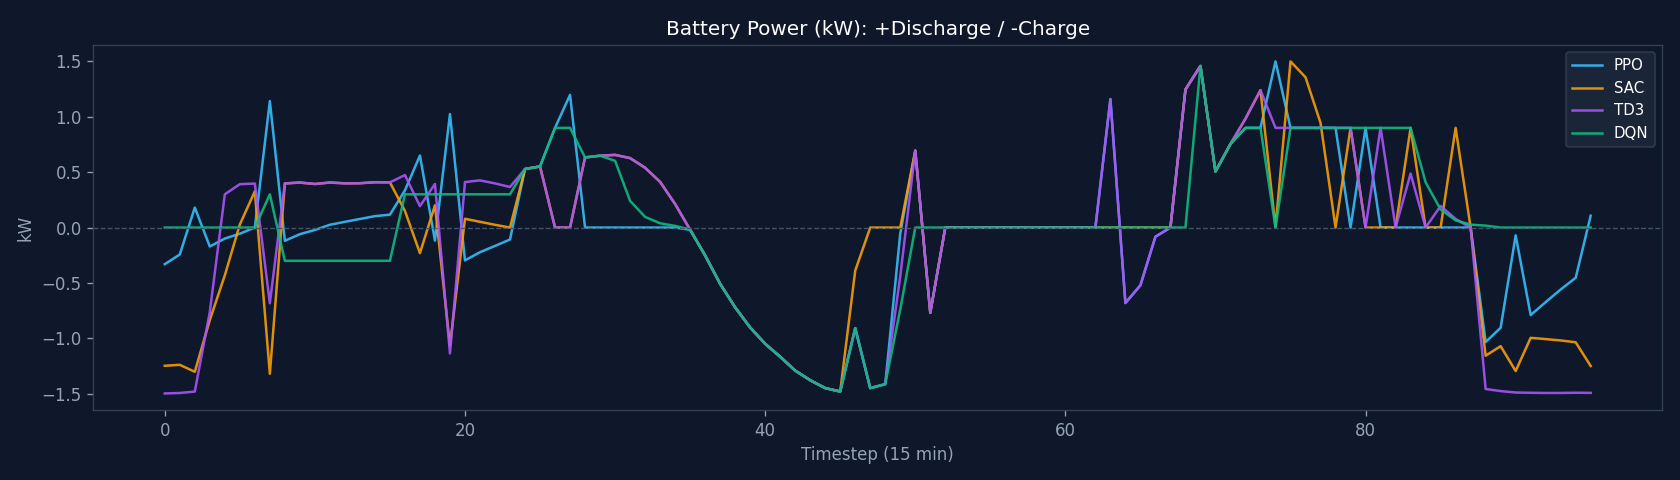 Battery Power (kW): +Discharge / -Charge
1.5
1.0
0.5
0.0
−0.5
−1.0
−1.5
kW
PPO
SAC
TD3
DQN
0 20 40 60 80
Timestep (15 min)